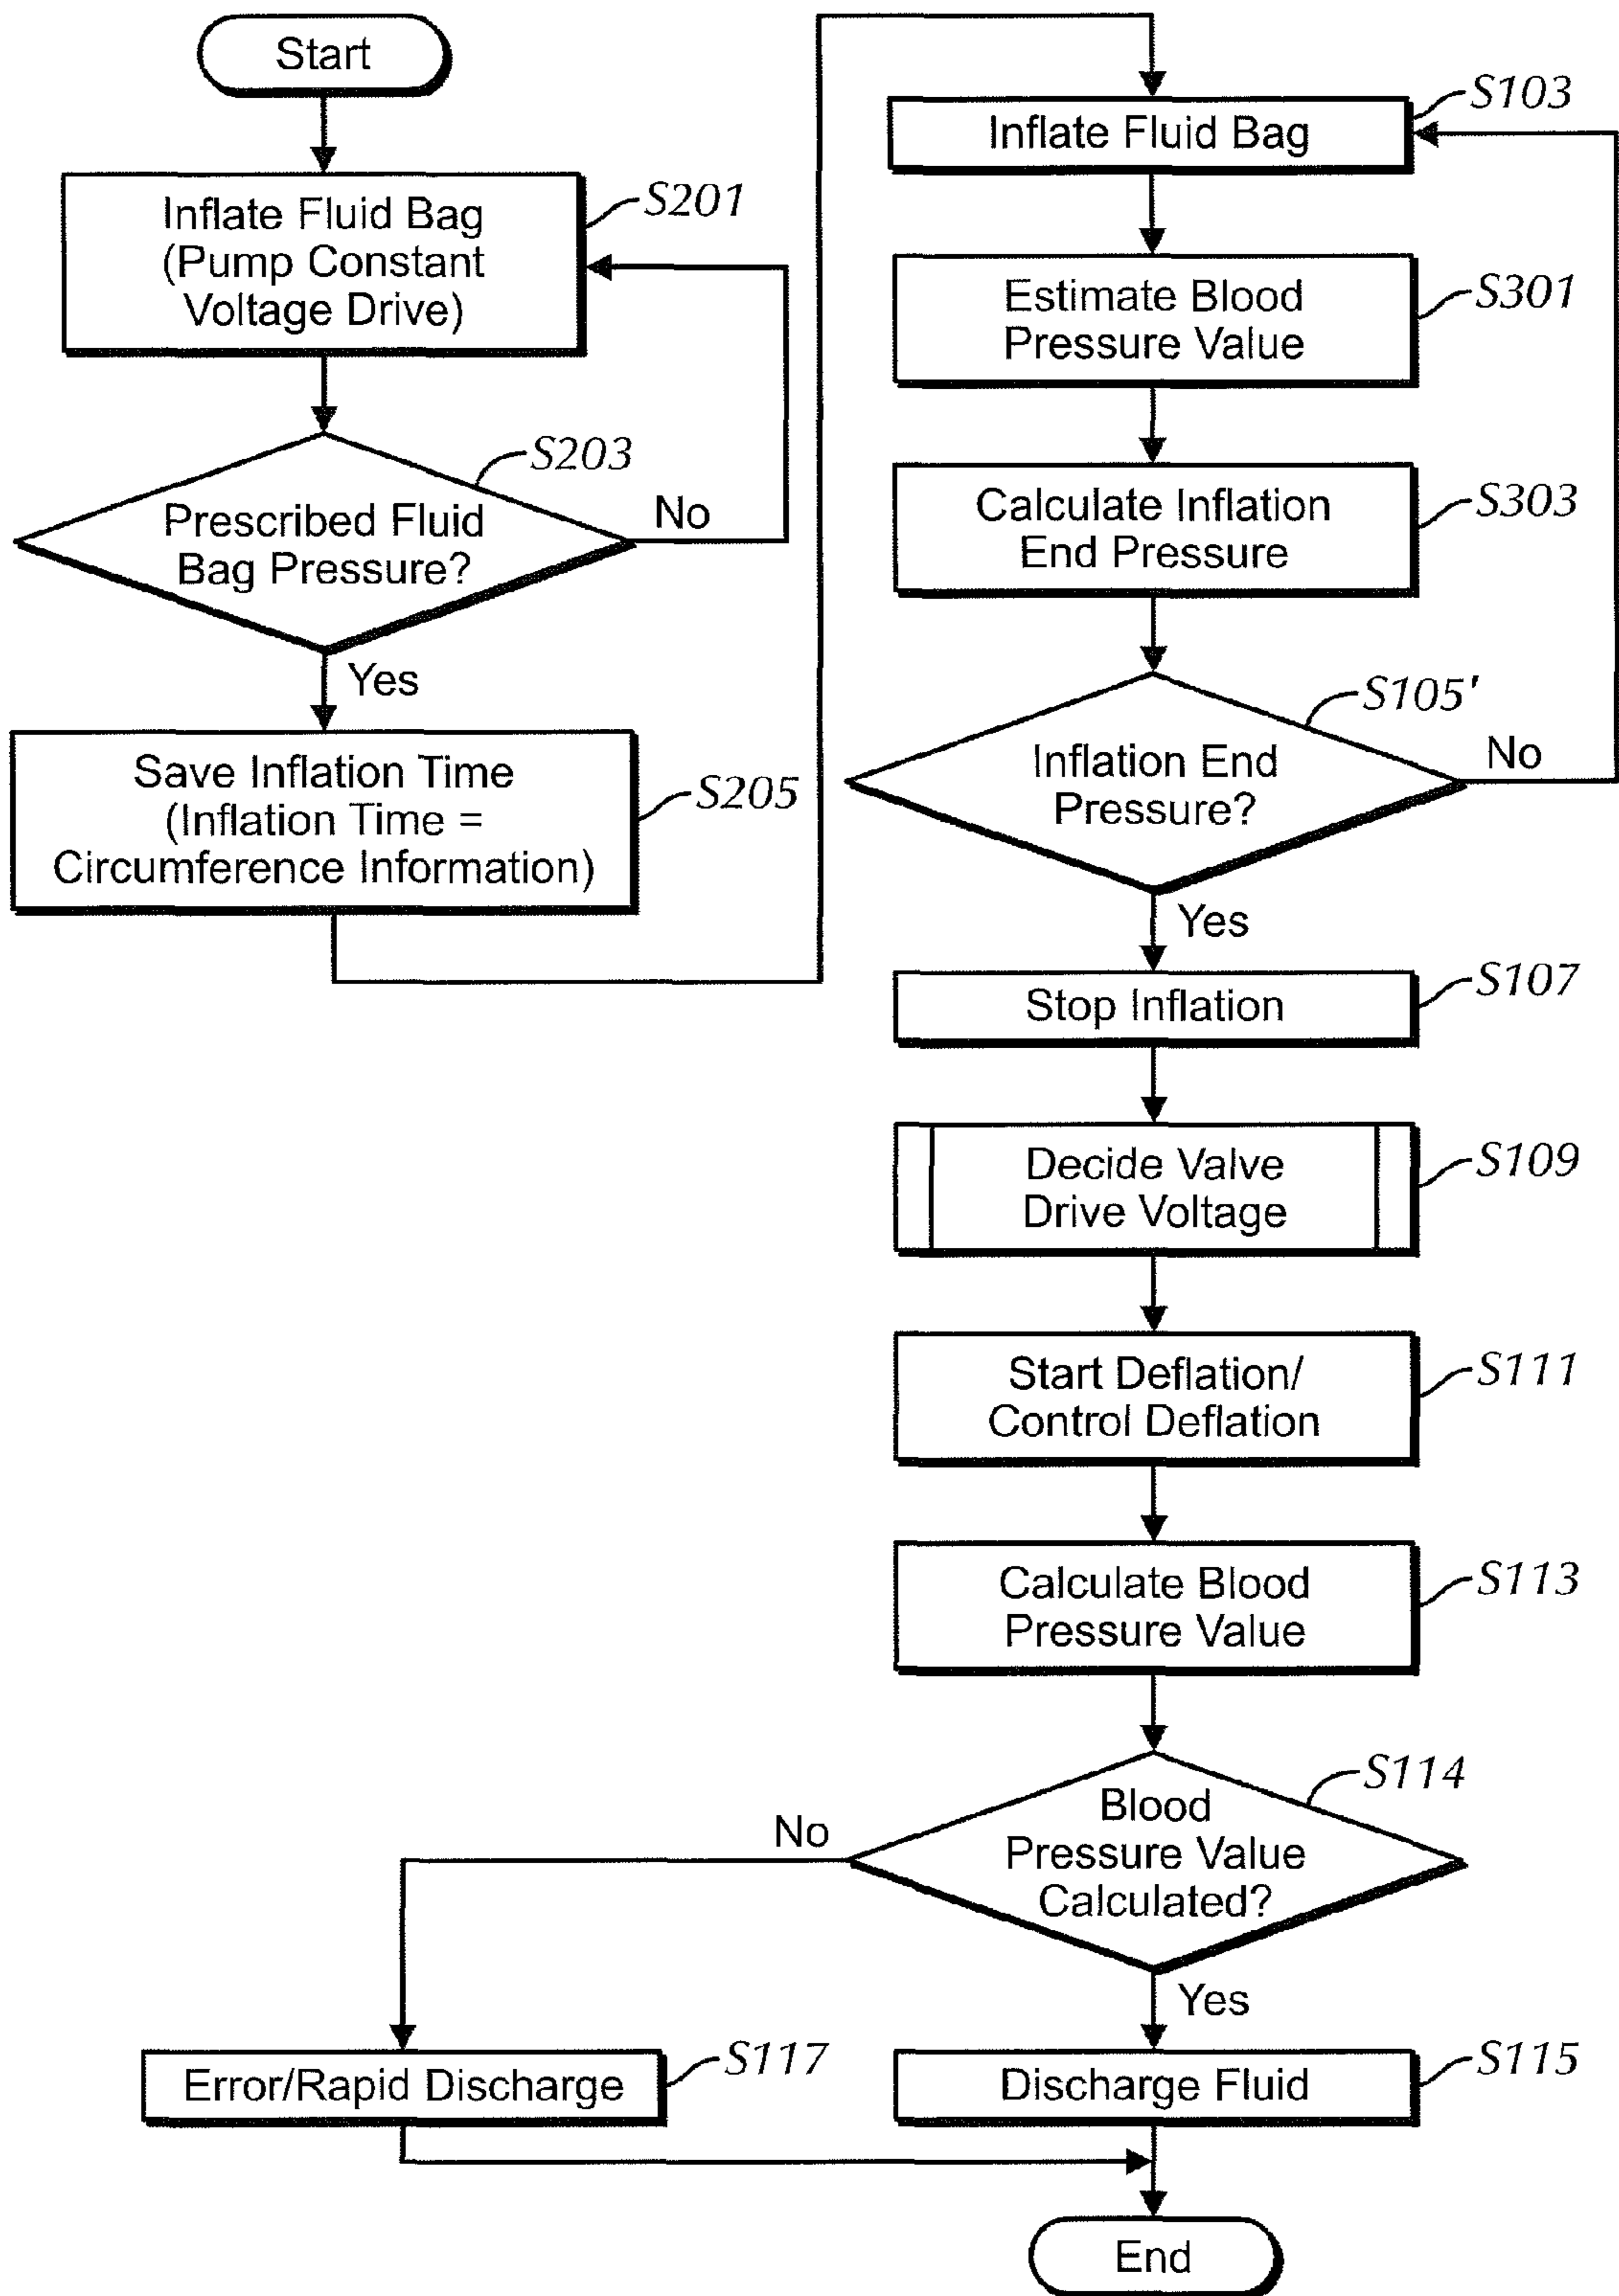 Start
Inflate Fluid Bag
(Pump Constant
Voltage Drive)
S201
Prescribed Fluid
Bag Pressure?
S203
No
Yes
Save Inflation Time
(Inflation Time =
Circumference Information)
S205
Inflate Fluid Bag
S103
Estimate Blood
Pressure Value
S301
Calculate Inflation
End Pressure
S303
Inflation End
Pressure?
S105'
No
Yes
Stop Inflation
S107
Decide Valve
Drive Voltage
S109
Start Deflation/
Control Deflation
S111
Calculate Blood
Pressure Value
S113
Blood
Pressure Value
Calculated?
S114
No
Yes
Error/Rapid Discharge
S117
Discharge Fluid
S115
End